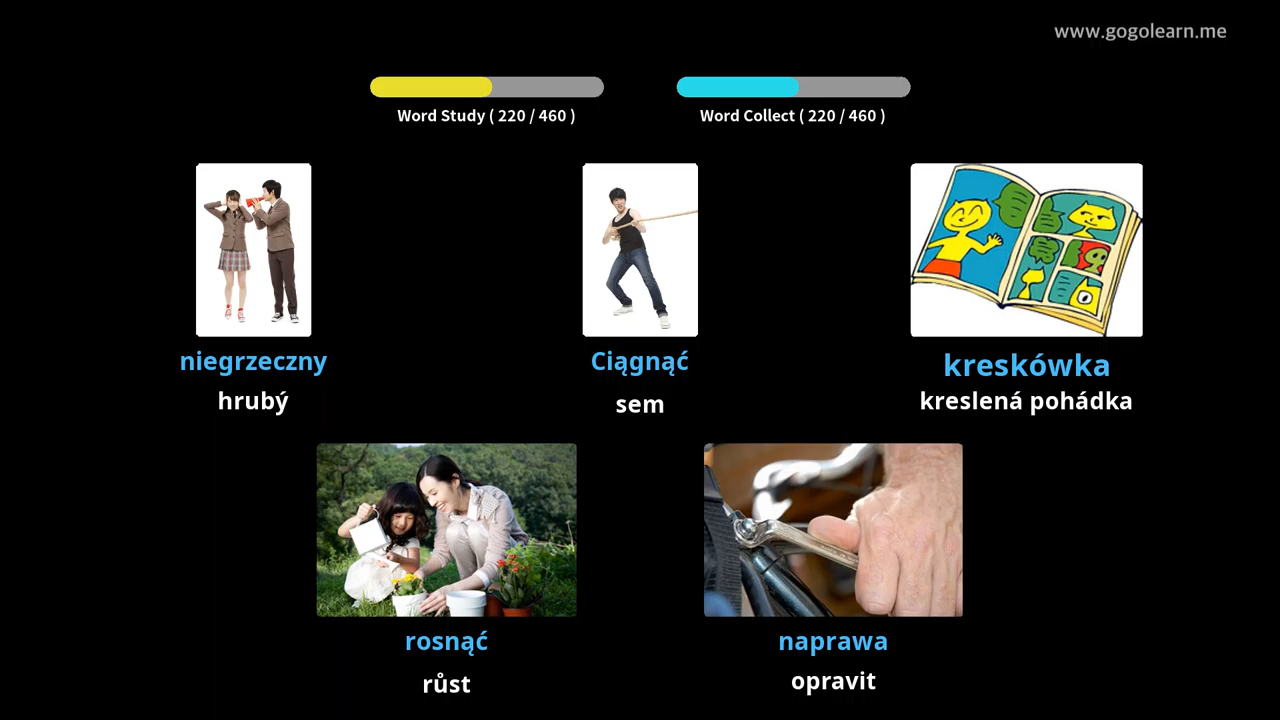 www.gogolearn.me
Word Study ( 220 / 460 )
Word Collect ( 220 / 460 )
niegrzeczny
hrubý
Ciągnąć
sem
kreskówka
kreslená pohádka
rosnąć
růst
naprawa
opravit